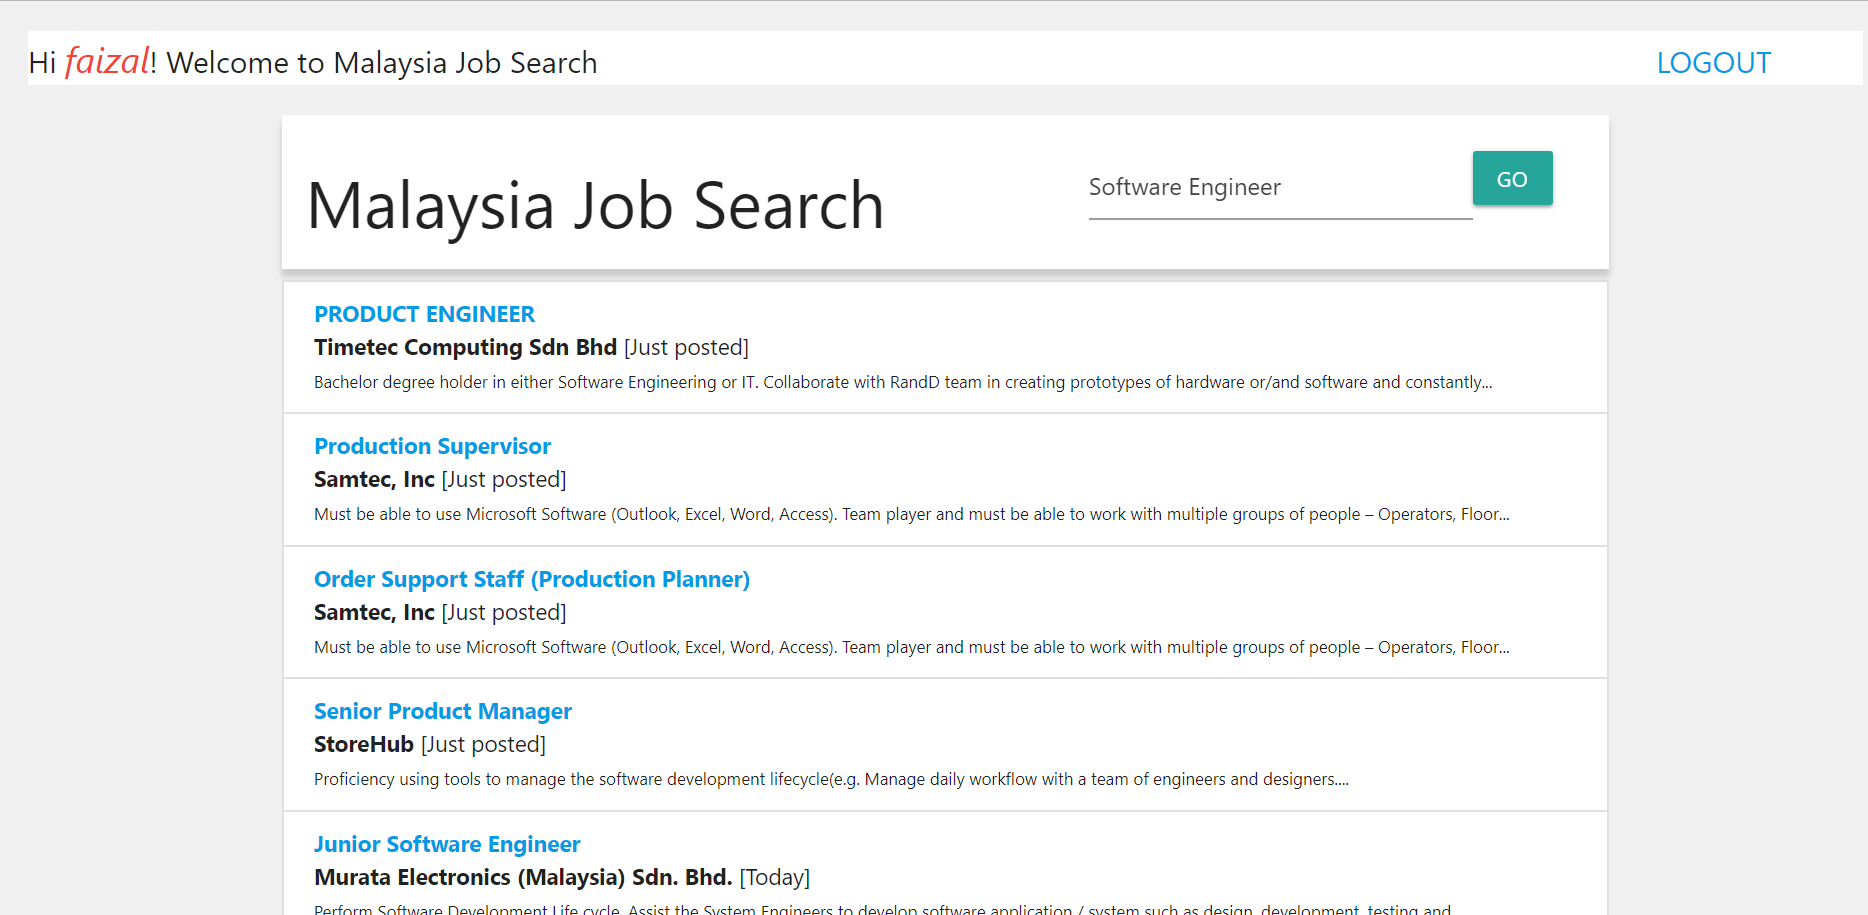 Hi faizal! Welcome to Malaysia Job Search
LOGOUT
Malaysia Job Search
Software Engineer
GO
PRODUCT ENGINEER
Timetec Computing Sdn Bhd [Just posted]
Bachelor degree holder in either Software Engineering or IT. Collaborate with RandD team in creating prototypes of hardware or/and software and constantly...
Production Supervisor
Samtec, Inc [Just posted]
Must be able to use Microsoft Software (Outlook, Excel, Word, Access). Team player and must be able to work with multiple groups of people – Operators, Floor...
Order Support Staff (Production Planner)
Samtec, Inc [Just posted]
Must be able to use Microsoft Software (Outlook, Excel, Word, Access). Team player and must be able to work with multiple groups of people – Operators, Floor...
Senior Product Manager
StoreHub [Just posted]
Proficiency using tools to manage the software development lifecycle(e.g. Manage daily workflow with a team of engineers and designers....
Junior Software Engineer
Murata Electronics (Malaysia) Sdn. Bhd. [Today]
Perform Software Development Life cycle. Assist the System Engineers to develop software application / system such as design, development, testing and